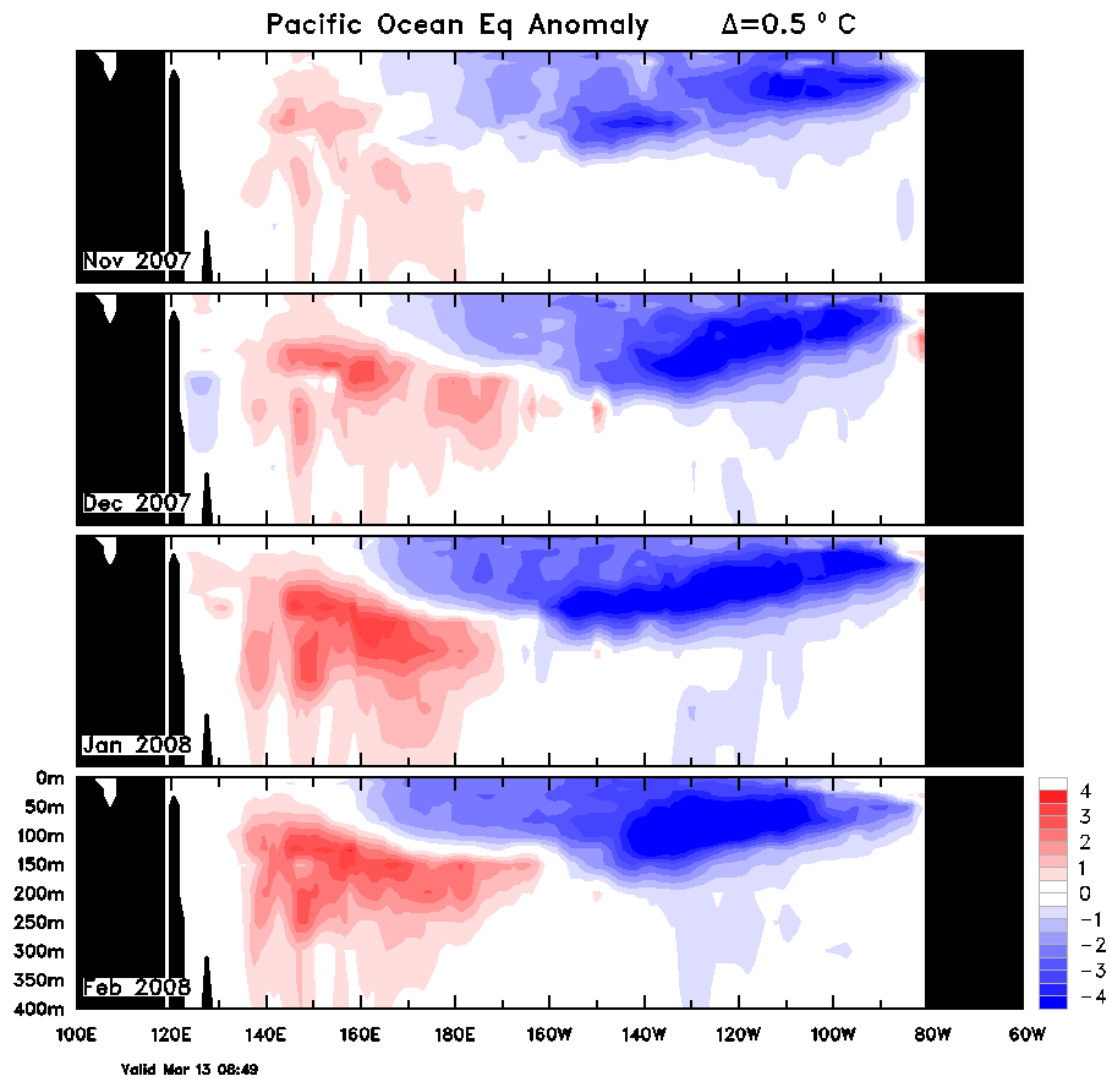 Pacific Ocean Eq Anomaly Δ=0.5 ° C
Nov 2007
Dec 2007
Jan 2008
0m
50m
100m
150m
200m
250m
300m
350m
400m
Feb 2008
4
3
2
1
0
-1
-2
-3
-4
100E 120E 140E 160E 180E 160W 140W 120W 100W 80W 60W
Valid Mar 13 08:49